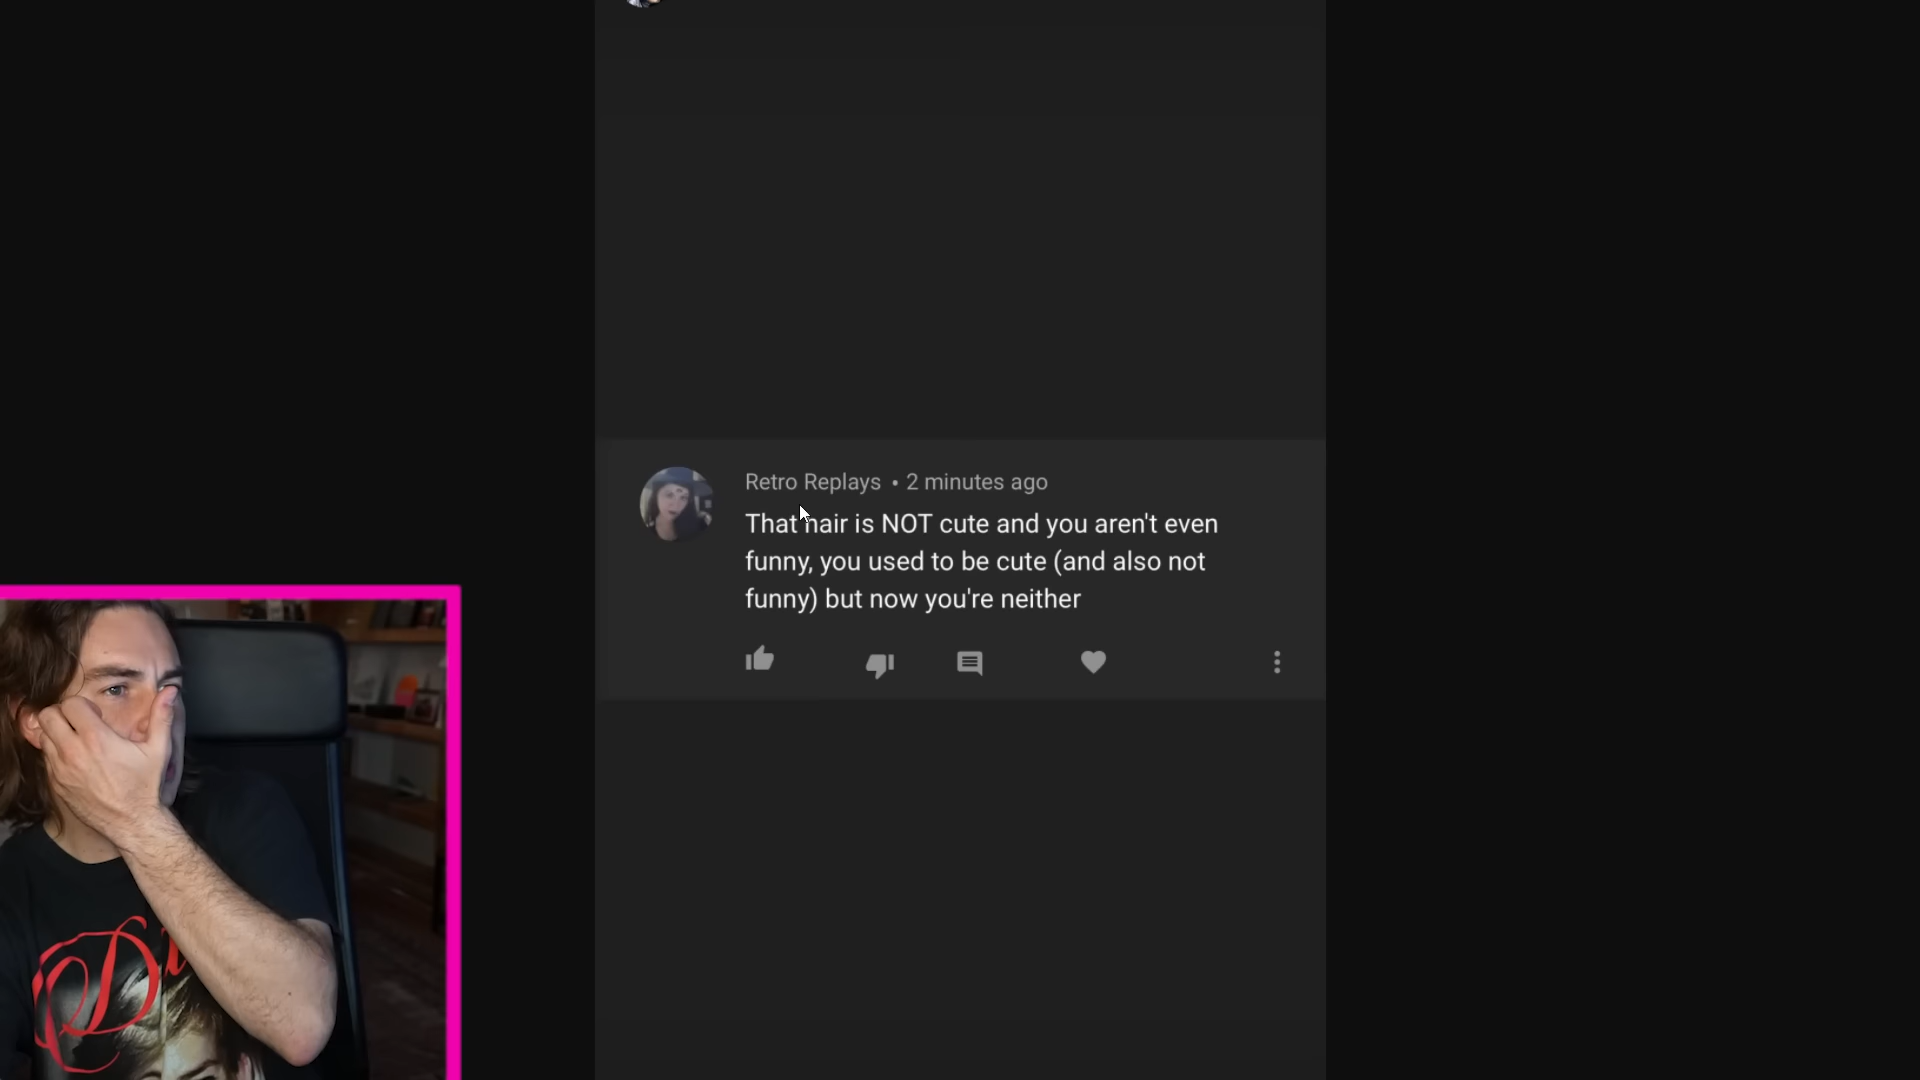 Retro Replays • 2 minutes ago
That hair is NOT cute and you aren't even
funny, you used to be cute (and also not
funny) but now you're neither